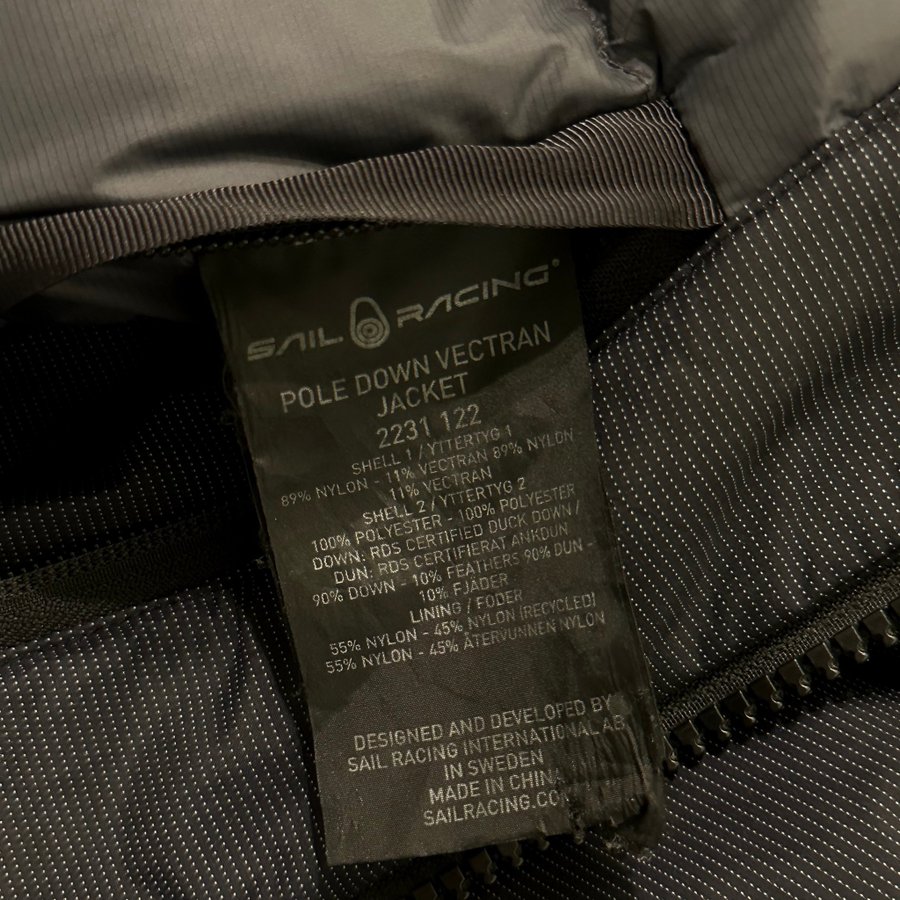 SAIL RACING®
POLE DOWN VECTRAN
JACKET
2231 122
SHELL 1 / YTTERTYG 1
89% NYLON - 11% VECTRAN 89% NYLON -
11% VECTRAN
SHELL 2 / YTTERTYG 2
100% POLYESTER - 100% POLYESTER
DOWN: RDS CERTIFIED DUCK DOWN /
DUN: RDS CERTIFIERAT ANKDUN
90% DOWN - 10% FEATHERS 90% DUN -
10% FJÄDER
LINING / FODER
55% NYLON - 45% NYLON (RECYCLED)
55% NYLON - 45% ÅTERVUNNEN NYLON
DESIGNED AND DEVELOPED BY
SAIL RACING INTERNATIONAL AB,
IN SWEDEN
MADE IN CHINA
SAILRACING.COM